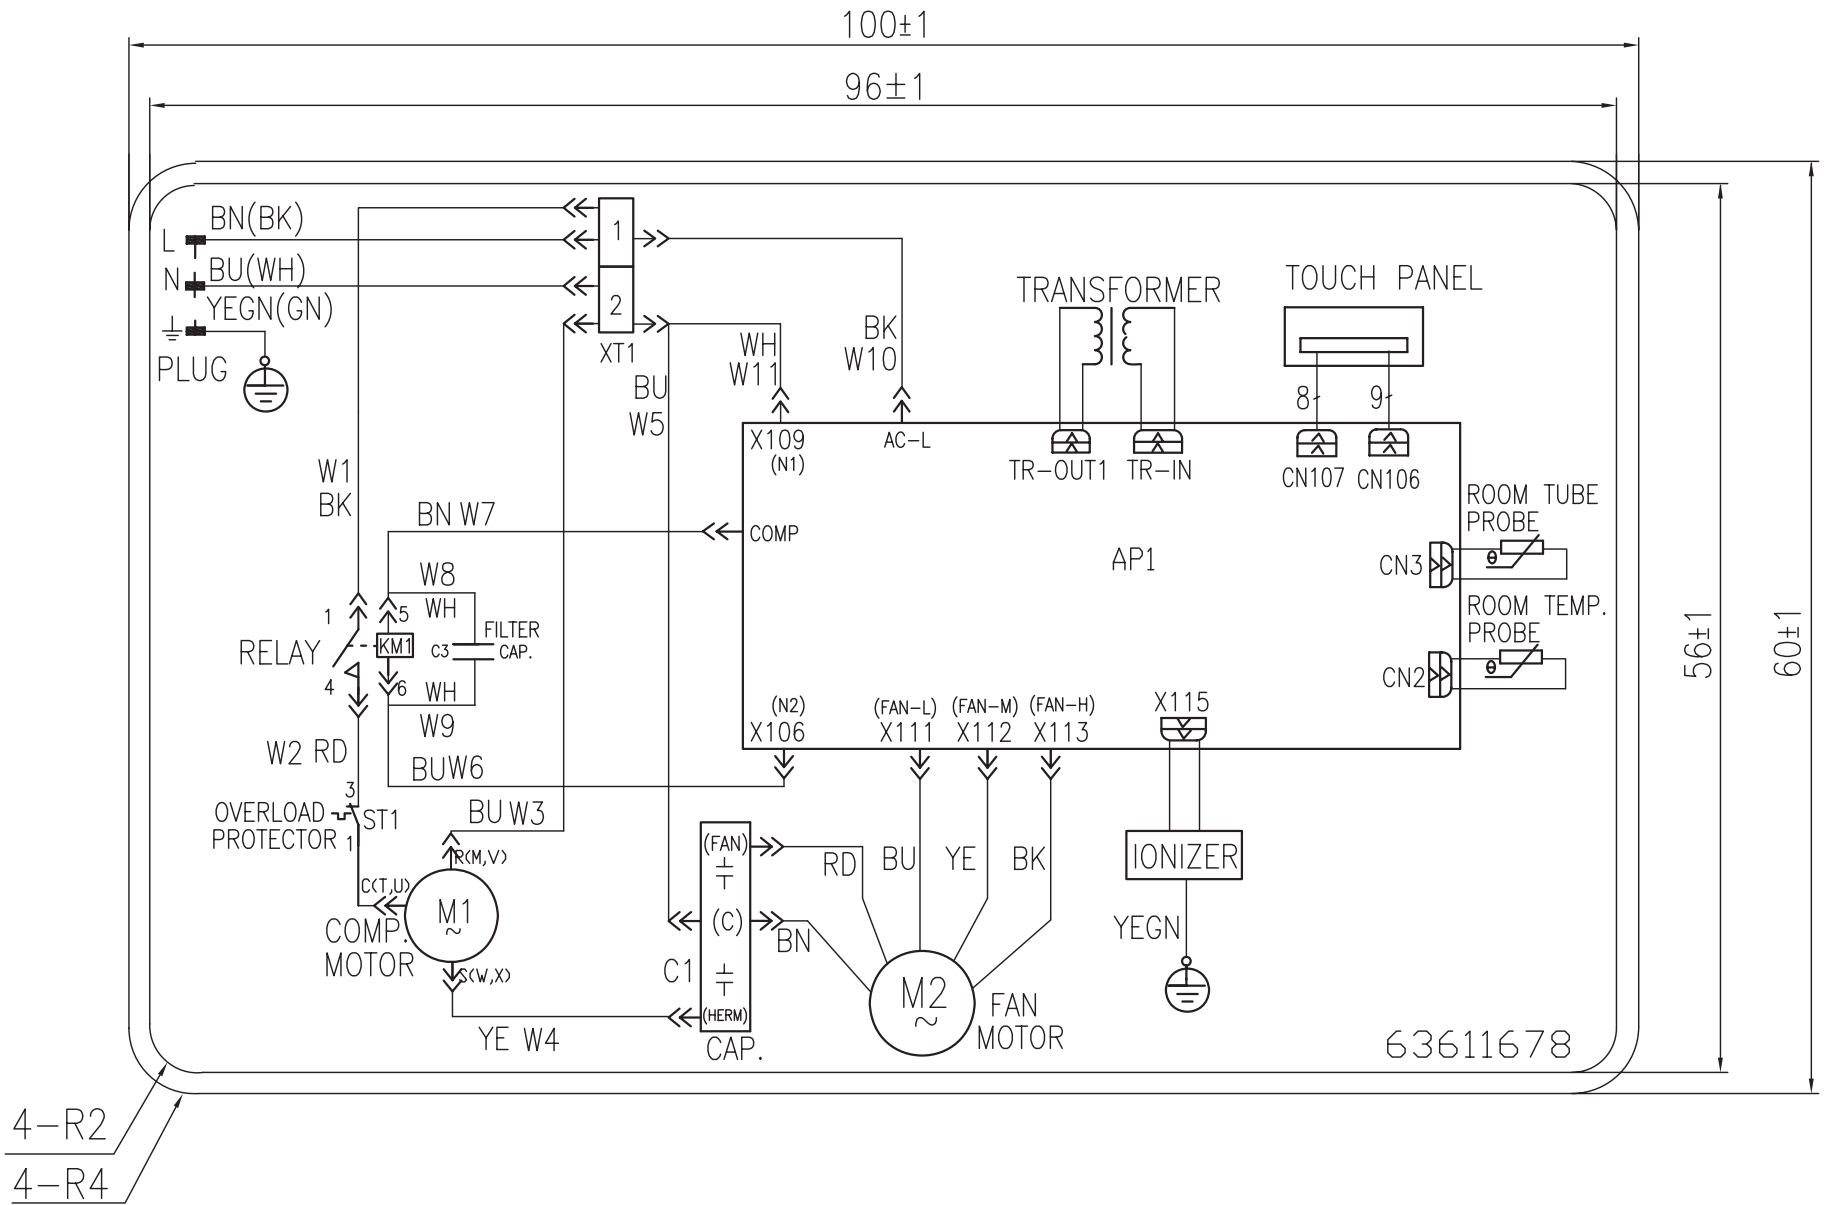 100±1
96±1
BN(BK)
L
BU(WH)
N
YEGN(GN)
PLUG
1
2
XT1
WH
W11
BK
W10
BU
W5
TRANSFORMER
TOUCH PANEL
8
9
X109
(N1)
AC-L
TR-OUT1
TR-IN
CN107
CN106
W1
BK
BN W7
COMP
AP1
ROOM TUBE
PROBE
θ
CN3
ROOM TEMP.
PROBE
θ
CN2
W8
WH
1
5
RELAY
KM1
C3
FILTER
CAP.
4
6
WH
W9
W2 RD
BU W6
(N2)
X106
(FAN-L)
X111
(FAN-M)
X112
(FAN-H)
X113
X115
56±1
60±1
3
OVERLOAD
PROTECTOR
ST1
1
BU W3
R(M,V)
C(T,U)
M1
~
COMP.
MOTOR
S(W,X)
YE W4
(FAN)
(C)
(HERM)
C1
CAP.
RD
BN
BU
YE
BK
M2
~
FAN
MOTOR
IONIZER
YEGN
63611678
4-R2
4-R4